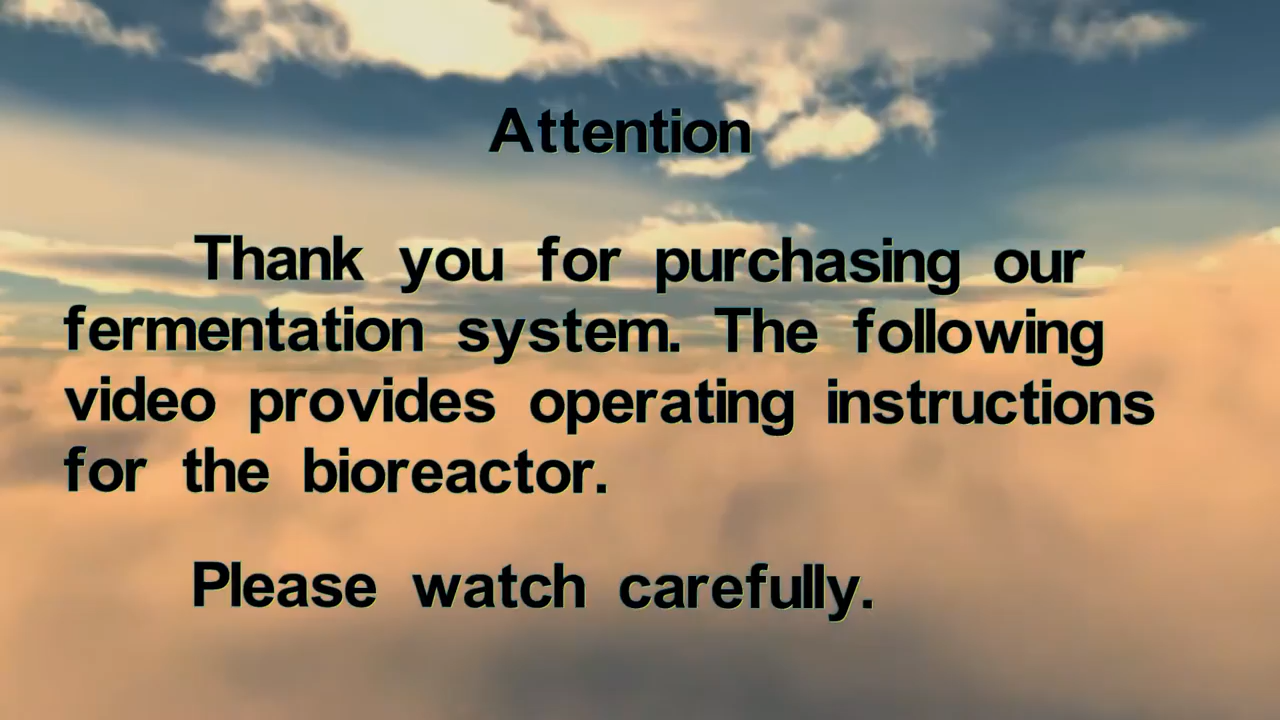 Attention
Thank you for purchasing our
fermentation system. The following
video provides operating instructions
for the bioreactor.
Please watch carefully.